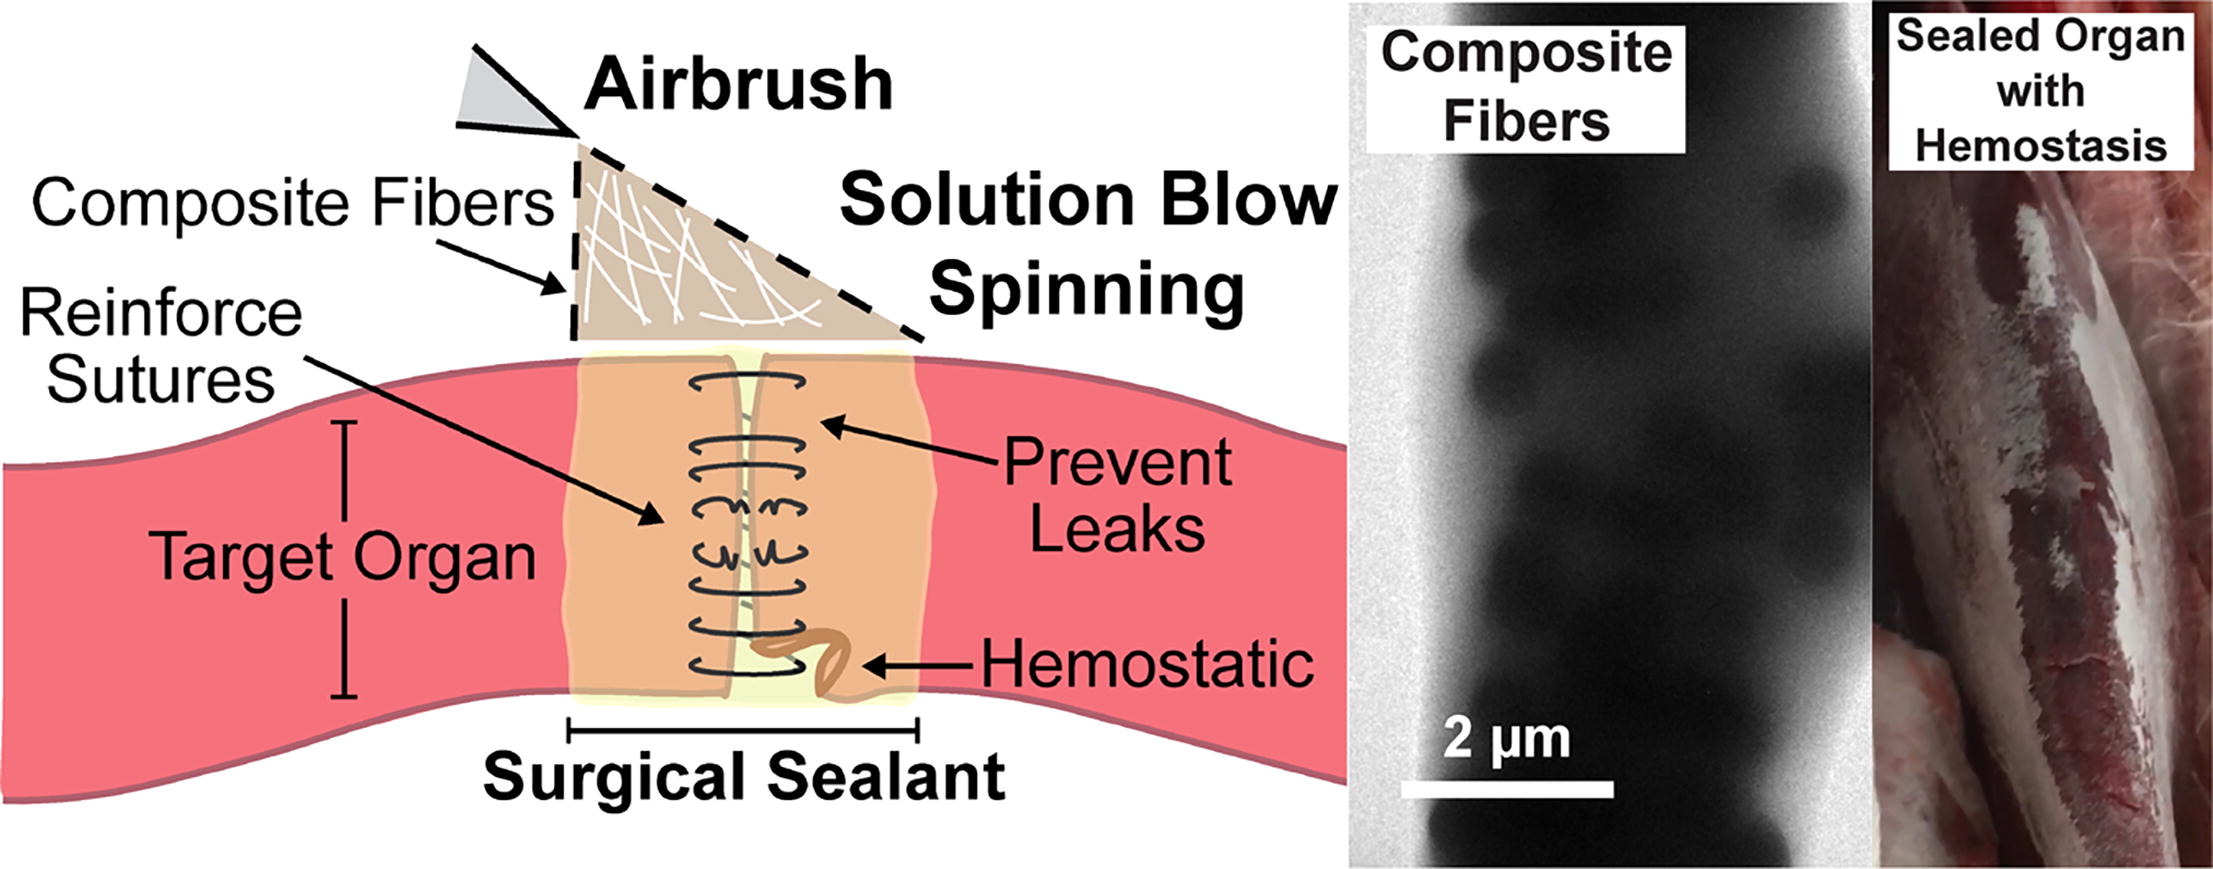 Airbrush
Composite Fibers
Solution Blow
Spinning
Reinforce
Sutures
Prevent
Leaks
Target Organ
Hemostatic
Surgical Sealant
Composite
Fibers
2 μm
Sealed Organ
with
Hemostasis